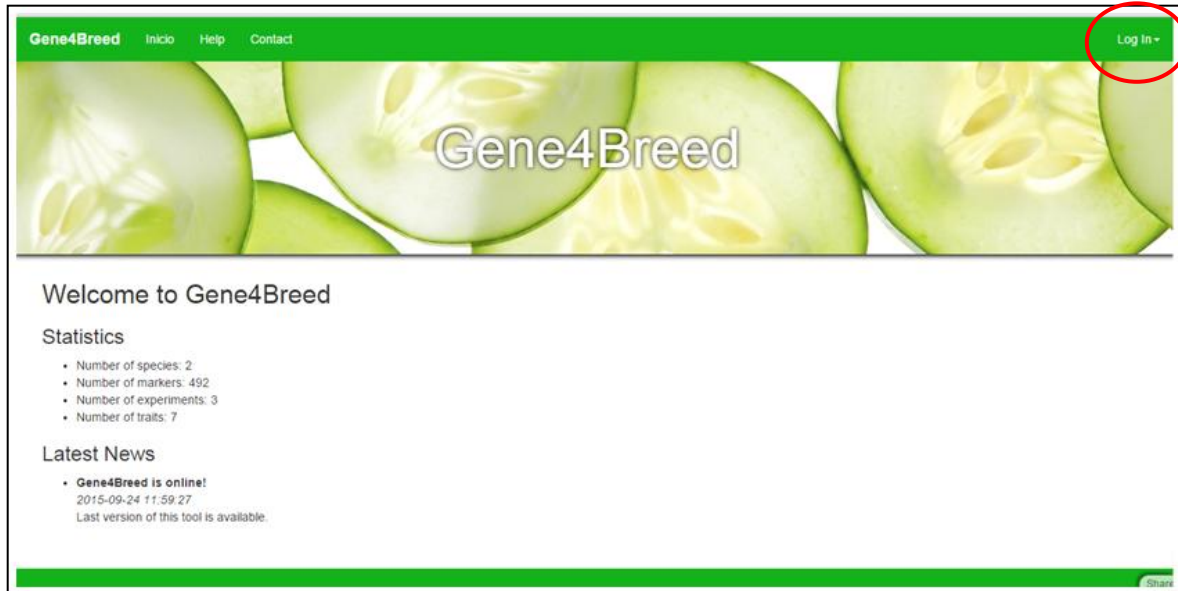 Gene4Breed Inicio Help Contact Log In
Gene4Breed
Welcome to Gene4Breed
Statistics
• Number of species: 2
• Number of markers: 492
• Number of experiments: 3
• Number of traits: 7
Latest News
• Gene4Breed is online!
2015-09-24 11:59:27
Last version of this tool is available.
Share